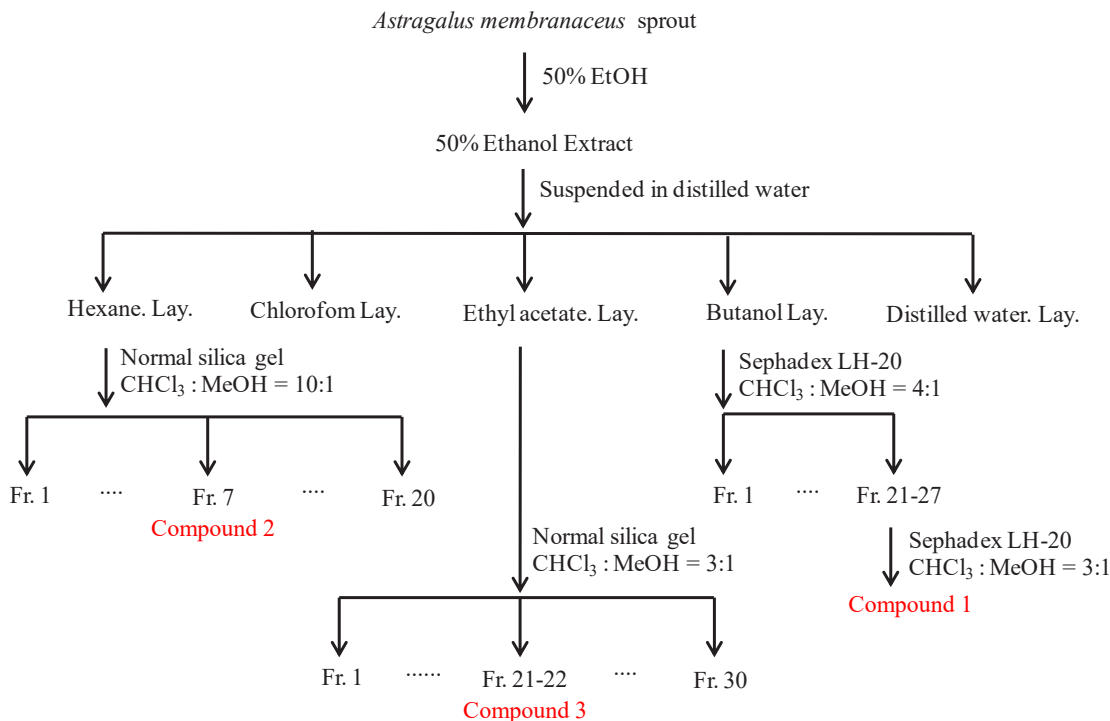 Astragalus membranaceus sprout
50% EtOH
50% Ethanol Extract
Suspended in distilled water
Hexane. Lay.
Chlorofom Lay.
Ethyl acetate. Lay.
Butanol Lay.
Distilled water. Lay.
Normal silica gel
CHCl₃ : MeOH = 10:1
Sephadex LH-20
CHCl₃ : MeOH = 4:1
Fr. 1 .... Fr. 7 .... Fr. 20
Compound 2
Fr. 1 .... Fr. 21-27
Normal silica gel
CHCl₃ : MeOH = 3:1
Sephadex LH-20
CHCl₃ : MeOH = 3:1
Compound 1
Fr. 1 ...... Fr. 21-22 .... Fr. 30
Compound 3